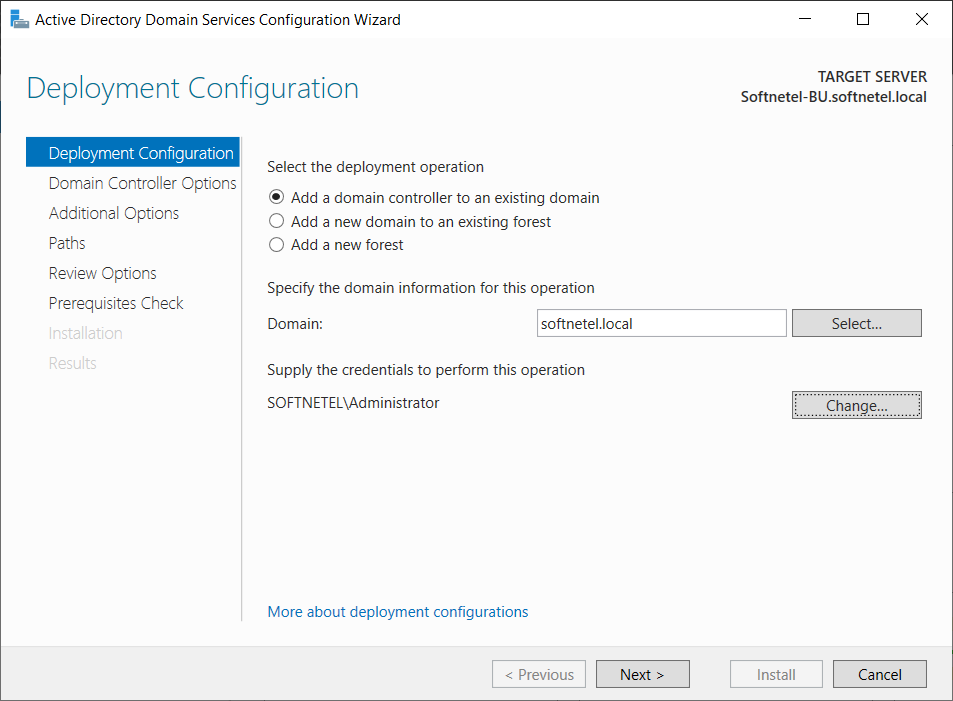 Active Directory Domain Services Configuration Wizard
Deployment Configuration
TARGET SERVER
Softnetel-BU.softnetel.local
Deployment Configuration
Domain Controller Options
Additional Options
Paths
Review Options
Prerequisites Check
Installation
Results
Select the deployment operation
Add a domain controller to an existing domain
Add a new domain to an existing forest
Add a new forest
Specify the domain information for this operation
Domain:
softnetel.local
Select...
Supply the credentials to perform this operation
SOFTNETEL\Administrator
Change...
More about deployment configurations
< Previous
Next >
Install
Cancel